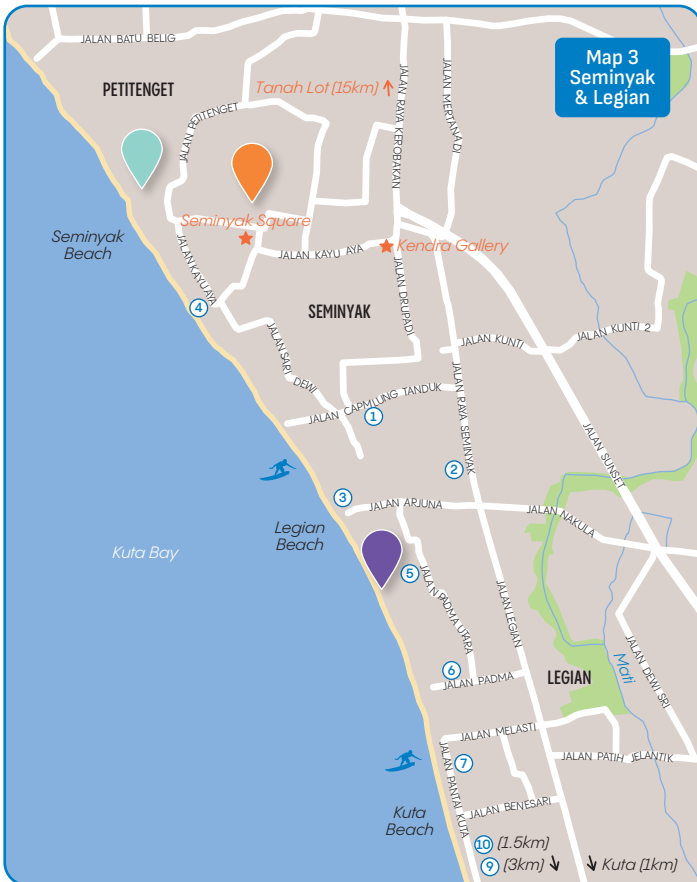 JALAN BATU BELIG
PETITENGET
Map 3
Seminyak
& Legian
Tanah Lot (15km)
JALAN PETITENGET
JALAN RAYA KEROBAKAN
JALAN MERTANADI
Seminyak Square
Seminyak
Beach
JALAN KAYU AYA
JALAN KAYU AYA
Kendra Gallery
4
SEMINYAK
JALAN DRUPADI
JALAN KUNTI
JALAN KUNTI 2
JALAN SARI DEWI
JALAN CAPMLUNG TANDUK
1
JALAN RAYA SEMINYAK
2
JALAN SUNSET
3
JALAN ARJUNA
JALAN NAKULA
Legian
Beach
Kuta Bay
5
JALAN PADMA UTARA
JALAN LEGIAN
6
JALAN PADMA
LEGIAN
Mati
JALAN DEWI SRI
JALAN MELASTI
JALAN PATIH JELANTIK
7
JALAN PANTAI KUTA
Kuta
Beach
JALAN BENESARI
10 (1.5km)
9 (3km)
Kuta (1km)